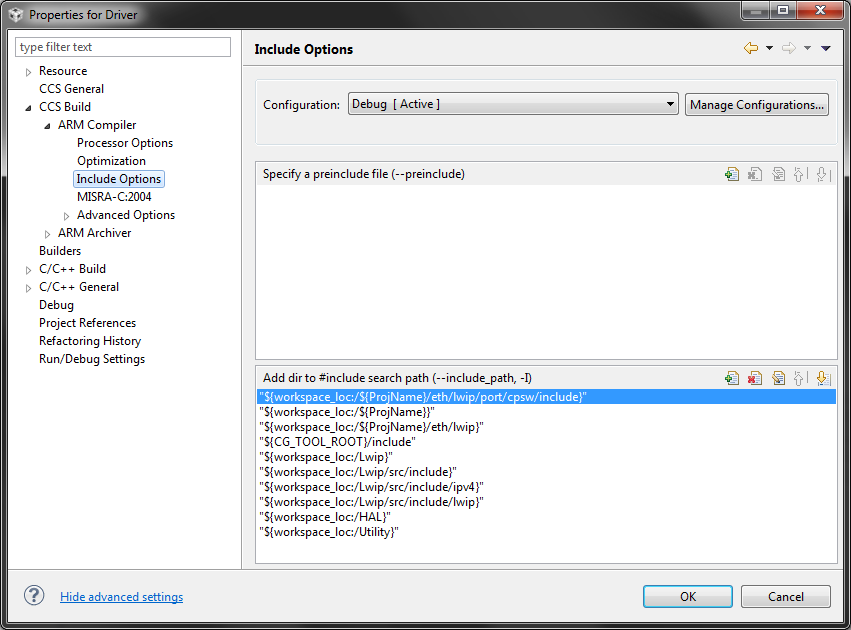 Properties for Driver
type filter text
Resource
CCS General
CCS Build
ARM Compiler
Processor Options
Optimization
Include Options
MISRA-C:2004
Advanced Options
ARM Archiver
Builders
C/C++ Build
C/C++ General
Debug
Project References
Refactoring History
Run/Debug Settings
Include Options
Configuration: Debug [ Active ] Manage Configurations...
Specify a preinclude file (--preinclude)
Add dir to #include search path (--include_path, -I)
"${workspace_loc:/${ProjName}/eth/lwip/port/cpsw/include}"
"${workspace_loc:/${ProjName}}"
"${workspace_loc:/${ProjName}/eth/lwip}"
"${CG_TOOL_ROOT}/include"
"${workspace_loc:/Lwip}"
"${workspace_loc:/Lwip/src/include}"
"${workspace_loc:/Lwip/src/include/ipv4}"
"${workspace_loc:/Lwip/src/include/lwip}"
"${workspace_loc:/HAL}"
"${workspace_loc:/Utility}"
? Hide advanced settings OK Cancel